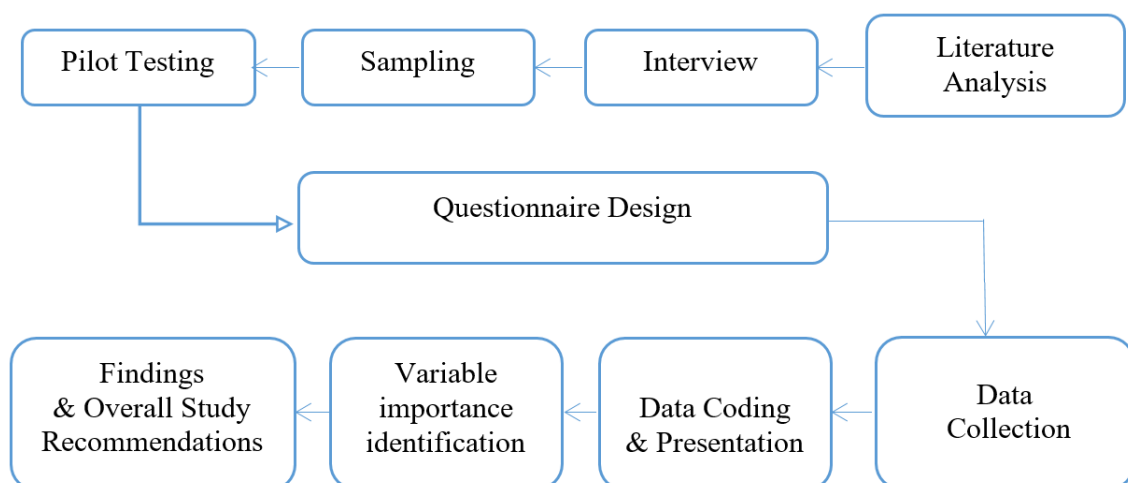 Pilot Testing
Sampling
Interview
Literature
Analysis
Questionnaire Design
Findings
& Overall Study
Recommendations
Variable
importance
identification
Data Coding
& Presentation
Data
Collection